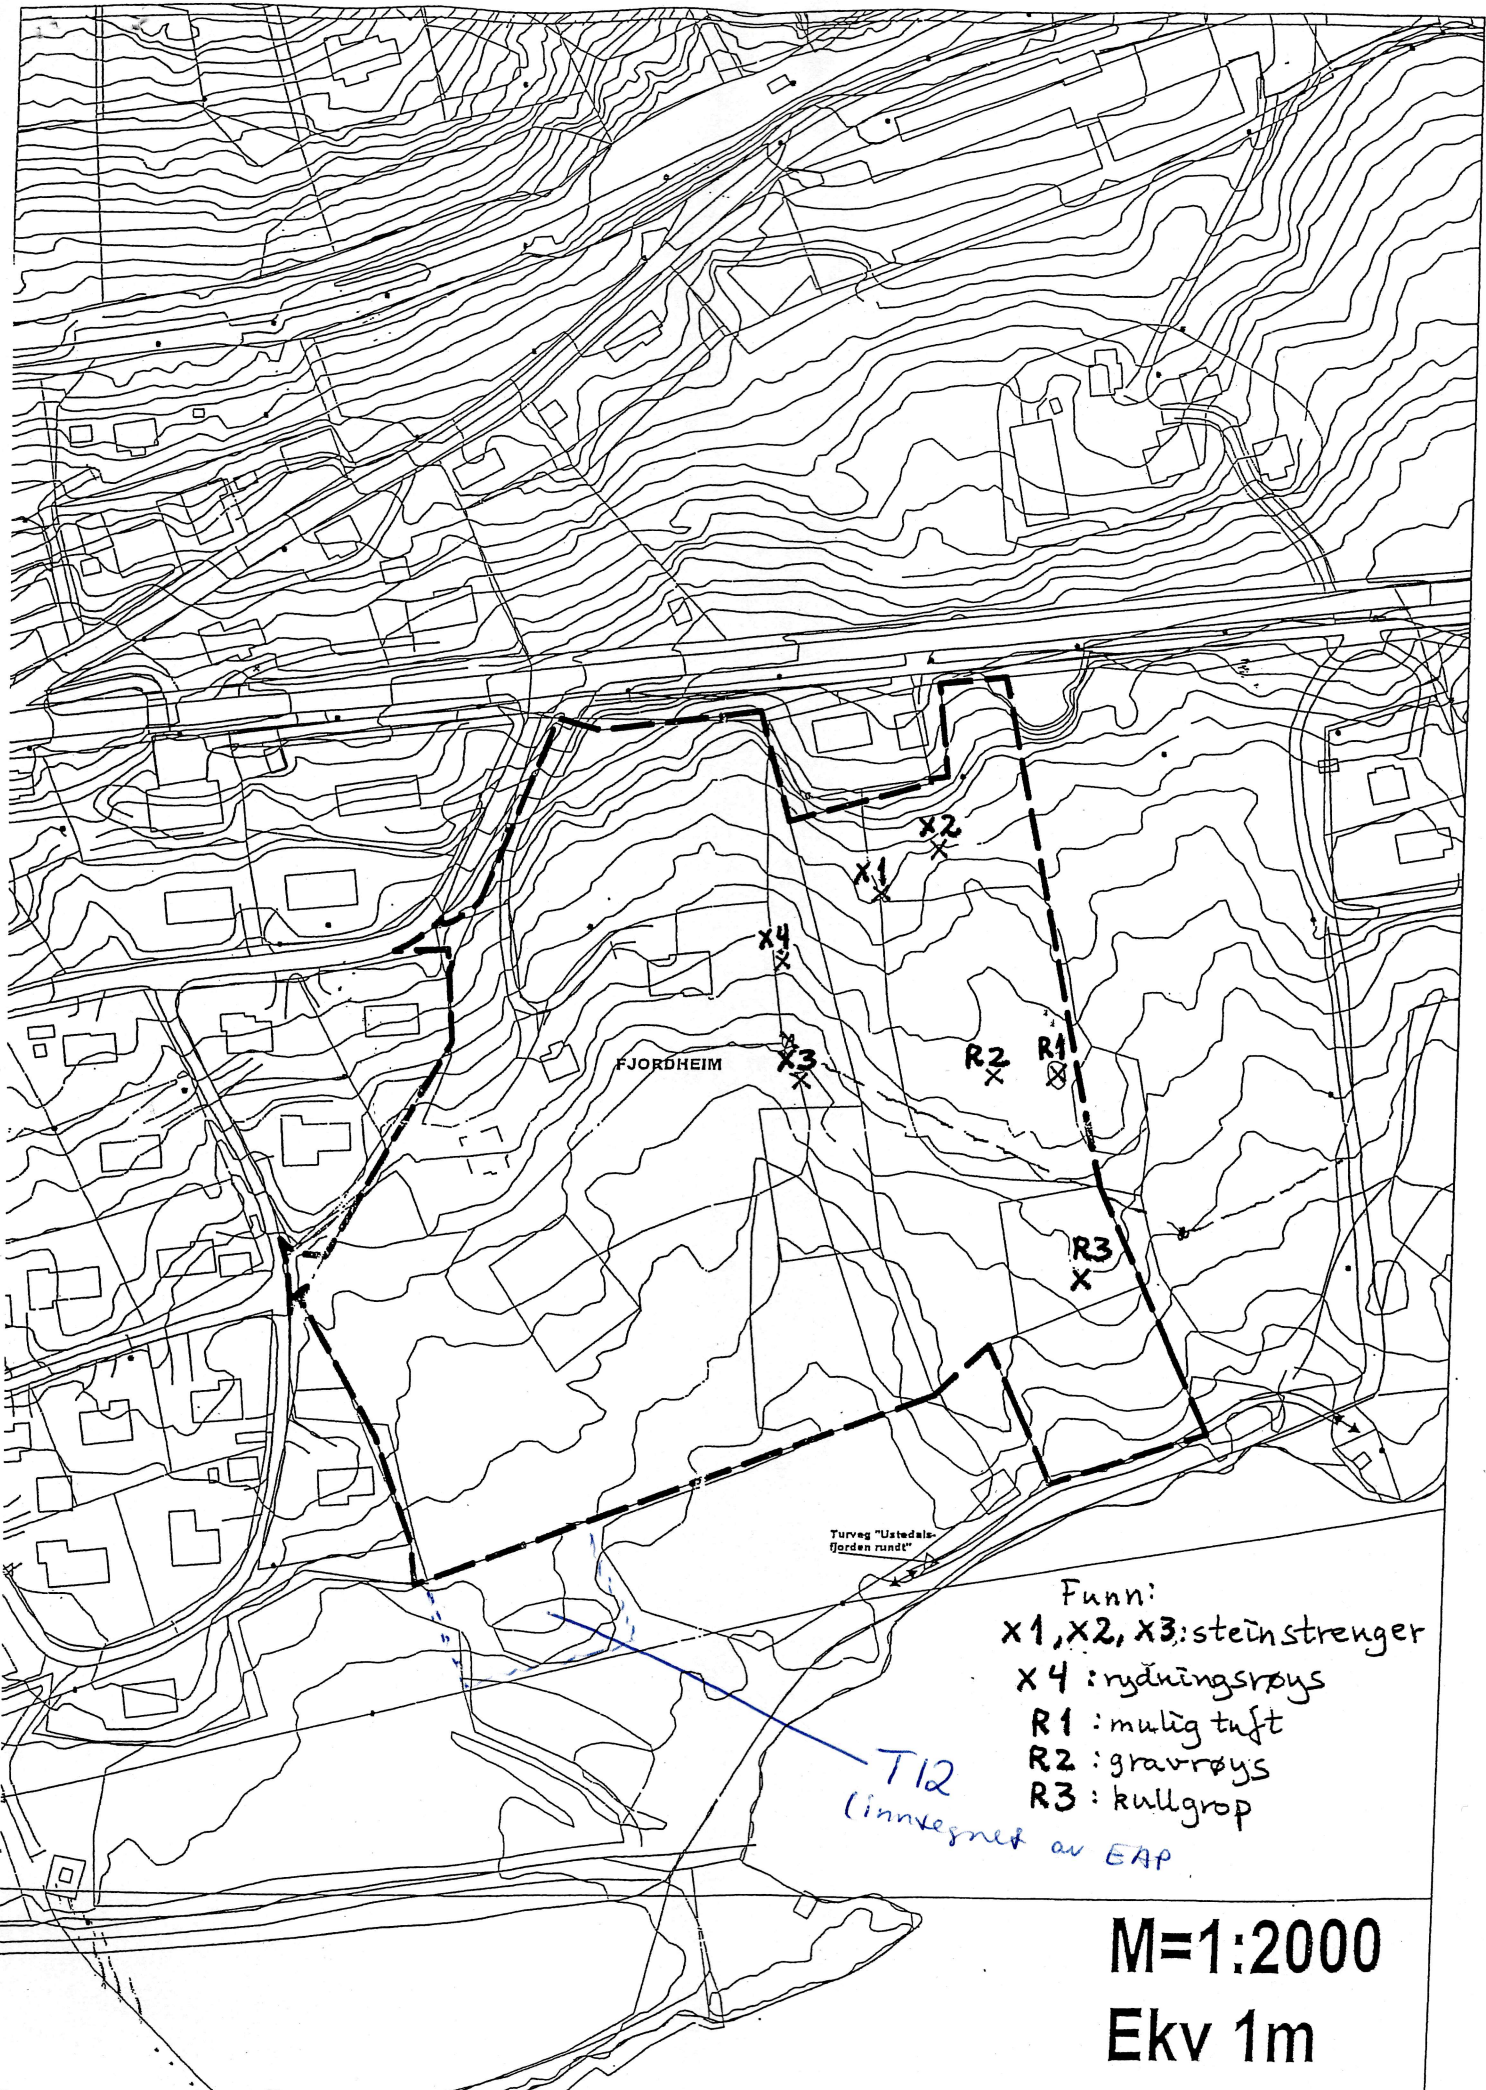 X2
X1
X4
FJORDHEIM
X3
R2
R1
R3
Turveg "Ustedals-
fjorden rundt"
Funn:
X1, X2, X3: steinstrenger
X4: rydningsrøys
R1: mulig tuft
R2: gravrøys
R3: kullgrop
T12
(inntegnet av EAP
M=1:2000
Ekv 1m